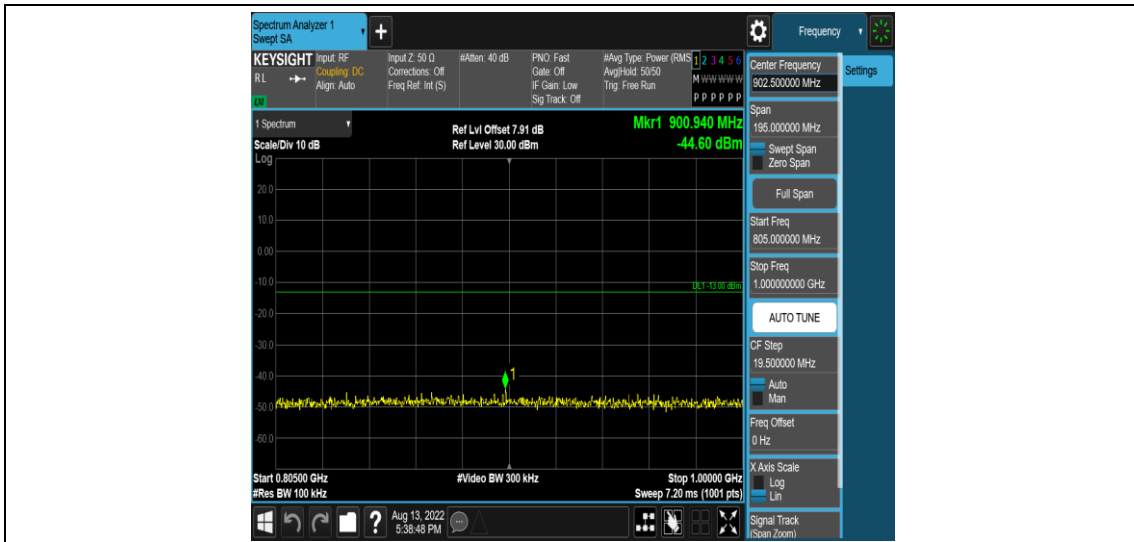 Spectrum Analyzer 1
Swept SA
+
Frequency
KEYSIGHT
RL
LXI
Input: RF
Coupling: DC
Align: Auto
Input Z: 50 Ω
Corrections: Off
Freq Ref: Int (S)
#Atten: 40 dB
PNO: Fast
Gate: Off
IF Gain: Low
Sig Track: Off
#Avg Type: Power (RMS
Avg|Hold: 50/50
Trig: Free Run
1 2 3 4 5 6
M W W W W W
P P P P P P
1 Spectrum
Scale/Div 10 dB
Ref Lvl Offset 7.91 dB
Ref Level 30.00 dBm
Mkr1 900.940 MHz
-44.60 dBm
Log
20.0
10.0
0.00
-10.0
DL1 -13.00 dBm
-20.0
-30.0
-40.0
1
-50.0
-60.0
Start 0.80500 GHz
#Res BW 100 kHz
#Video BW 300 kHz
Stop 1.00000 GHz
Sweep 7.20 ms (1001 pts)
?
Aug 13, 2022
5:38:48 PM
Center Frequency
902.500000 MHz
Settings
Span
195.000000 MHz
Swept Span
Zero Span
Full Span
Start Freq
805.000000 MHz
Stop Freq
1.000000000 GHz
AUTO TUNE
CF Step
19.500000 MHz
Auto
Man
Freq Offset
0 Hz
X Axis Scale
Log
Lin
Signal Track
(Span Zoom)